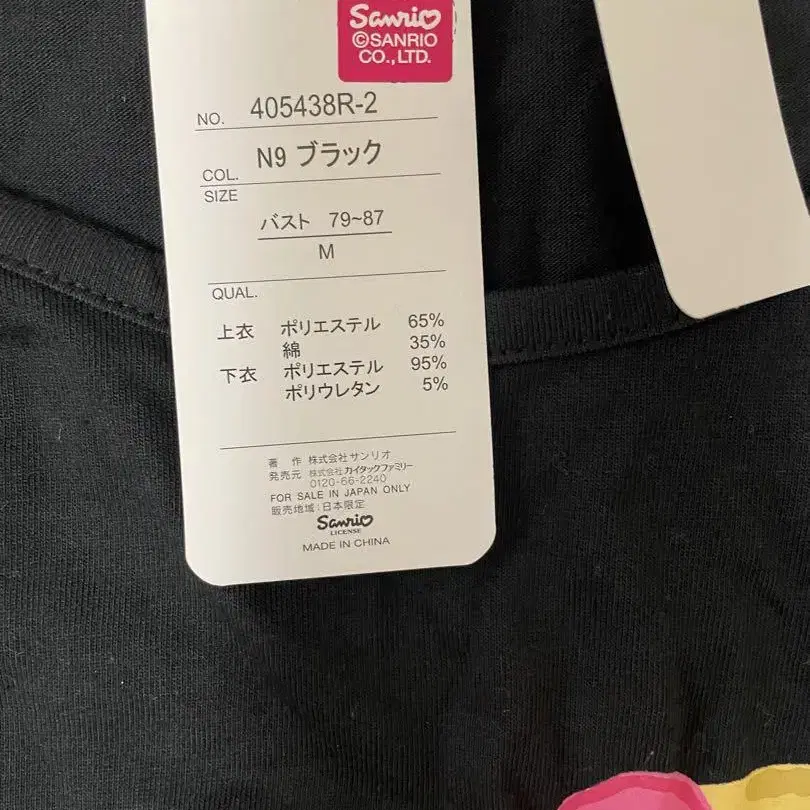 Sanrio
©SANRIO
CO.,LTD.
NO. 405438R-2
COL. N9 ブラック
SIZE
バスト 79~87
M
QUAL.
上衣 ポリエステル 65%
綿 35%
下衣 ポリエステル 95%
ポリウレタン 5%
著 作 株式会社サンリオ
発売元 株式会社カイタックファミリー
0120-66-2240
FOR SALE IN JAPAN ONLY
販売地域:日本限定
Sanrio
LICENSE
MADE IN CHINA